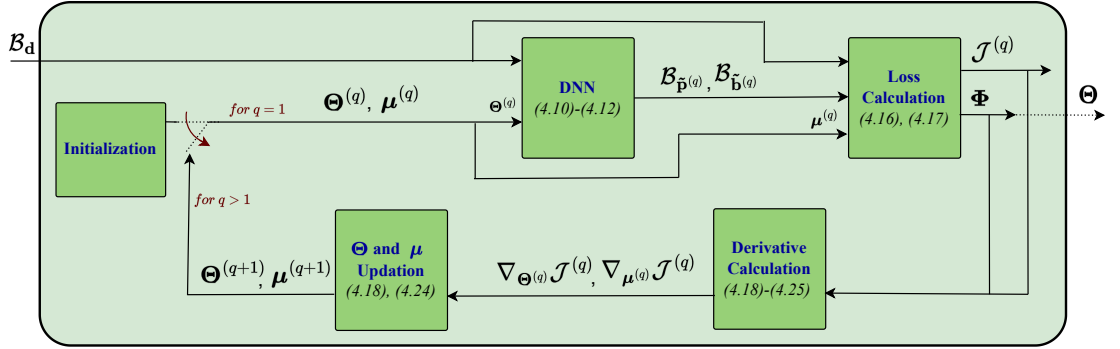 𝓑_𝐝
Initialization
for q = 1
for q > 1
𝚯^(q), 𝝁^(q)
𝚯^(q)
DNN
(4.10)-(4.12)
𝓑_𝐩̃^(q), 𝓑_𝐛̃^(q)
𝝁^(q)
Loss
Calculation
(4.16), (4.17)
𝓙^(q)
𝚽
𝚯
Derivative
Calculation
(4.18)-(4.25)
∇_𝚯^(q) 𝓙^(q), ∇_𝝁^(q) 𝓙^(q)
𝚯 and 𝝁
Updation
(4.18), (4.24)
𝚯^(q+1), 𝝁^(q+1)